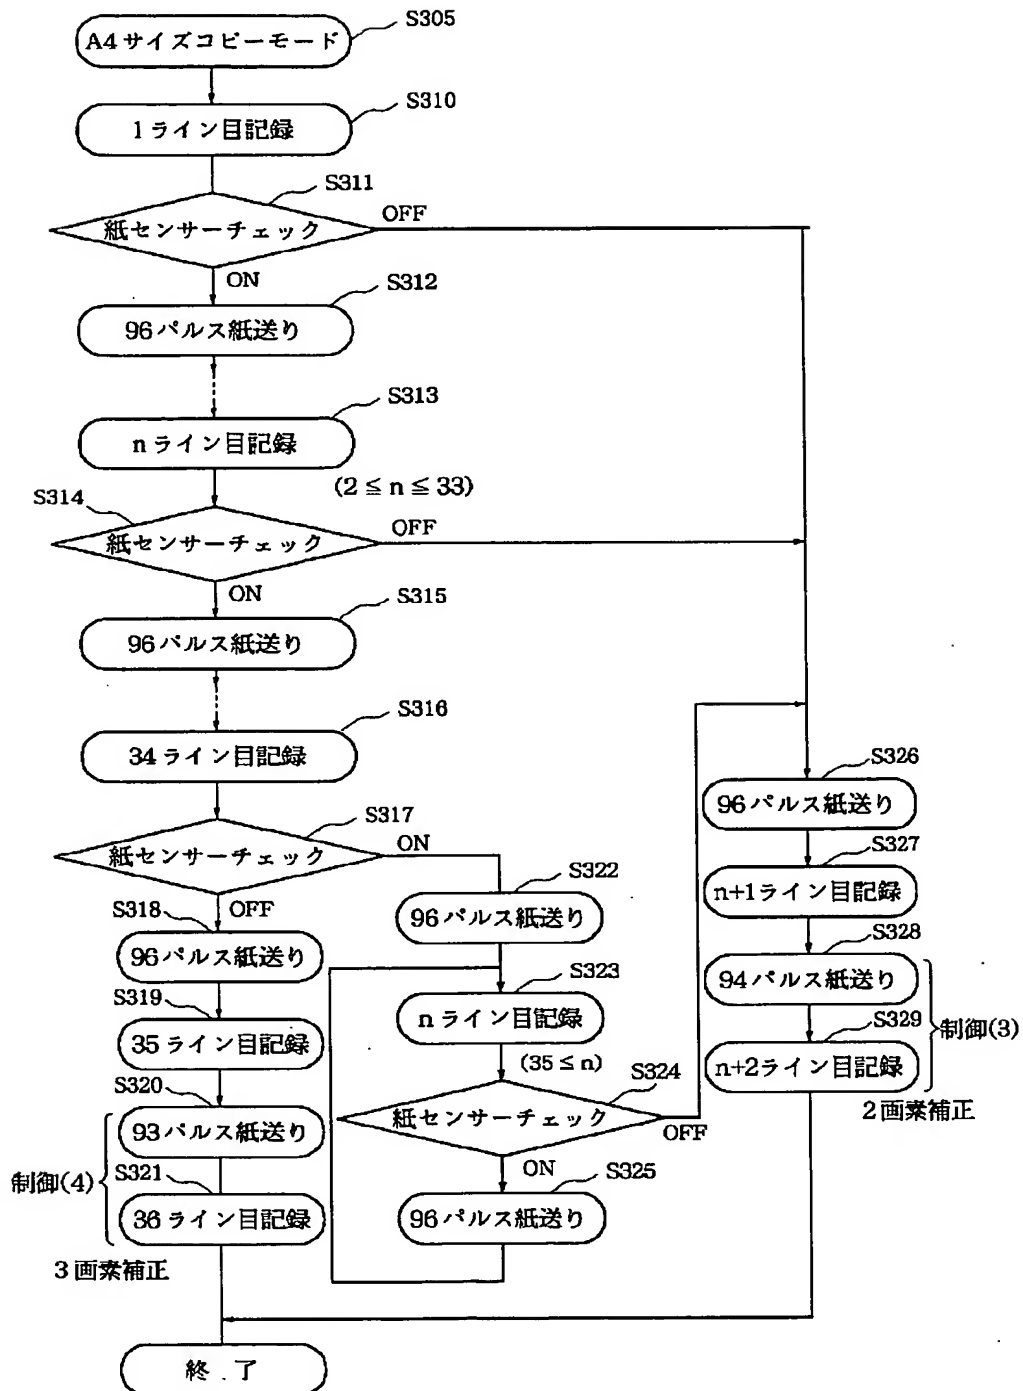 S305
A4サイズコピーモード
S310
1ライン目記録
S311
紙センサーチェック
OFF
ON
S312
96パルス紙送り
S313
nライン目記録
(2≦n≦33)
S314
紙センサーチェック
OFF
ON
S315
96パルス紙送り
S316
34ライン目記録
S317
紙センサーチェック
ON
OFF
S318
96パルス紙送り
S319
35ライン目記録
S320
93パルス紙送り
S321
36ライン目記録
制御(4)
3画素補正
S322
96パルス紙送り
S323
nライン目記録
(35≦n)
S324
紙センサーチェック
OFF
ON
S325
96パルス紙送り
S326
96パルス紙送り
S327
n+1ライン目記録
S328
94パルス紙送り
S329
n+2ライン目記録
制御(3)
2画素補正
終.了